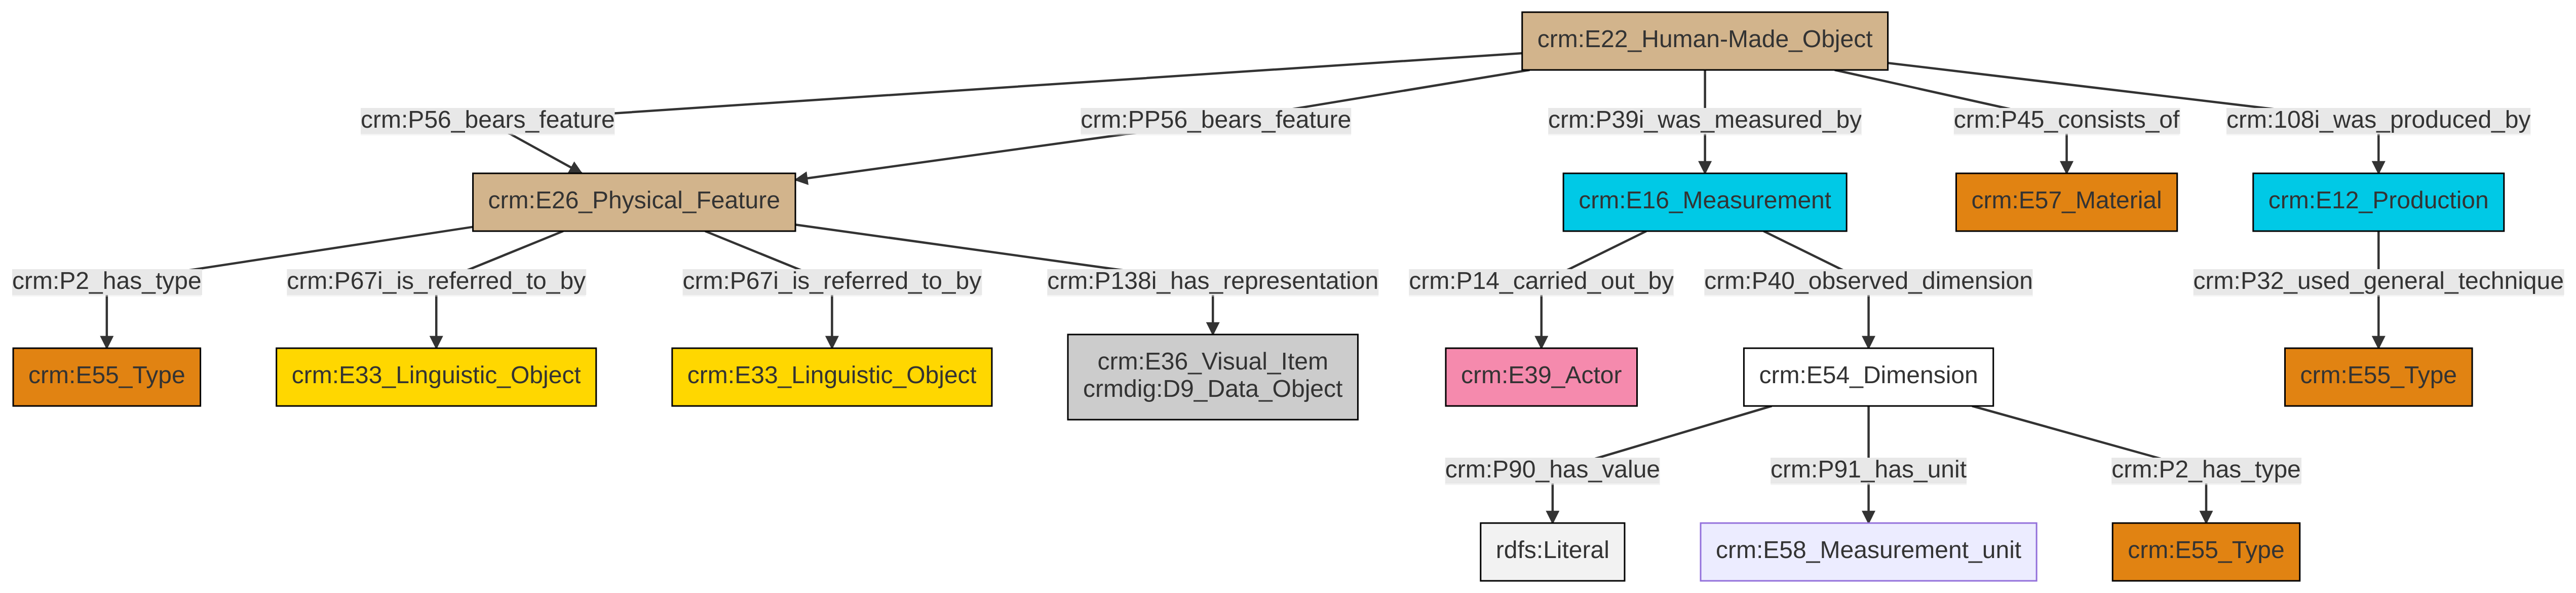 crm:E22_Human-Made_Object
crm:P56_bears_feature
crm:PP56_bears_feature
crm:P39i_was_measured_by
crm:P45_consists_of
crm:108i_was_produced_by
crm:E26_Physical_Feature
crm:E16_Measurement
crm:E57_Material
crm:E12_Production
crm:P2_has_type
crm:P67i_is_referred_to_by
crm:P67i_is_referred_to_by
crm:P138i_has_representation
crm:P14_carried_out_by
crm:P40_observed_dimension
crm:P32_used_general_technique
crm:E55_Type
crm:E33_Linguistic_Object
crm:E33_Linguistic_Object
crm:E36_Visual_Item
crmdig:D9_Data_Object
crm:E39_Actor
crm:E54_Dimension
crm:E55_Type
crm:P90_has_value
crm:P91_has_unit
crm:P2_has_type
rdfs:Literal
crm:E58_Measurement_unit
crm:E55_Type